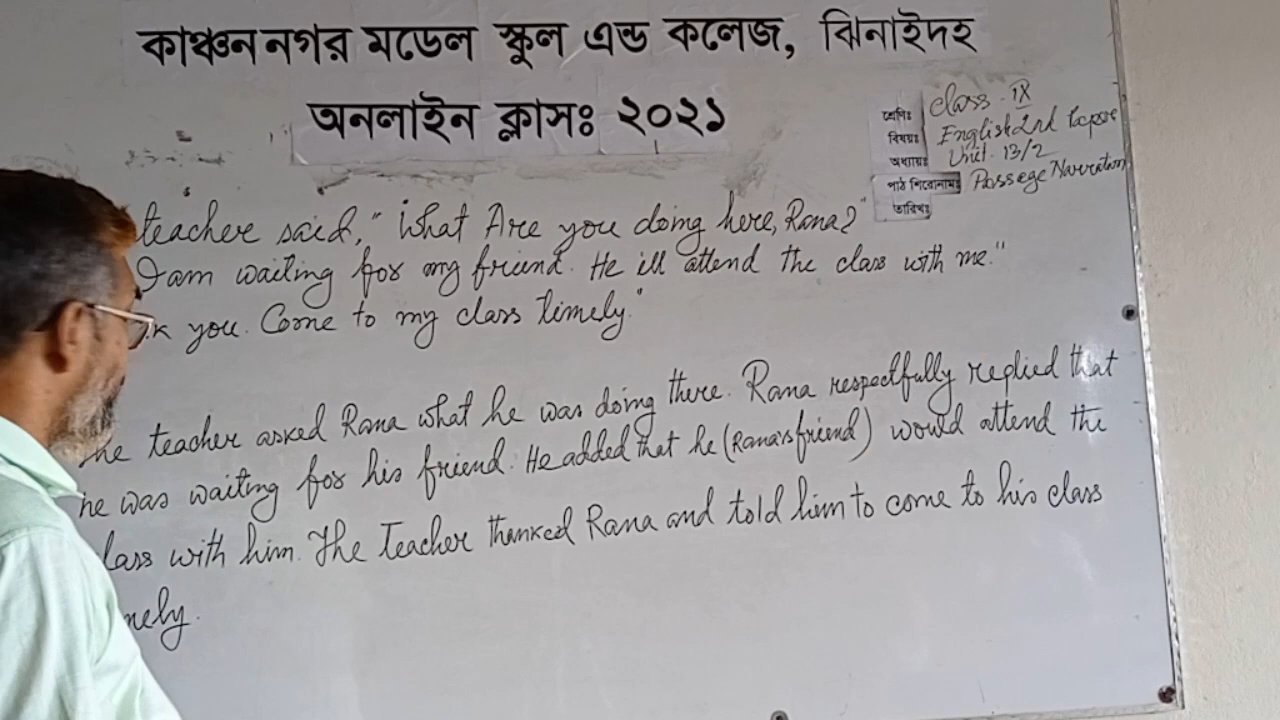 কাঞ্চননগর মডেল স্কুল এন্ড কলেজ, ঝিনাইদহ
অনলাইন ক্লাসঃ ২০২১
শ্রেণিঃ Class - IX
বিষয়ঃ English 2nd Paper
অধ্যায়ঃ Unit - 13/2
পাঠ শিরোনামঃ Passege Narration
তারিখঃ
teacher said, "What Are you doing here, Rana?"
I am waiting for my friend. He ill attend the class with me."
you. Come to my class timely."
teacher asked Rana what he was doing there. Rana respectfully replied that
he was waiting for his friend. He added that he (Rana's friend) would attend the
lass with him. The Teacher thanked Rana and told him to come to his class
mely.